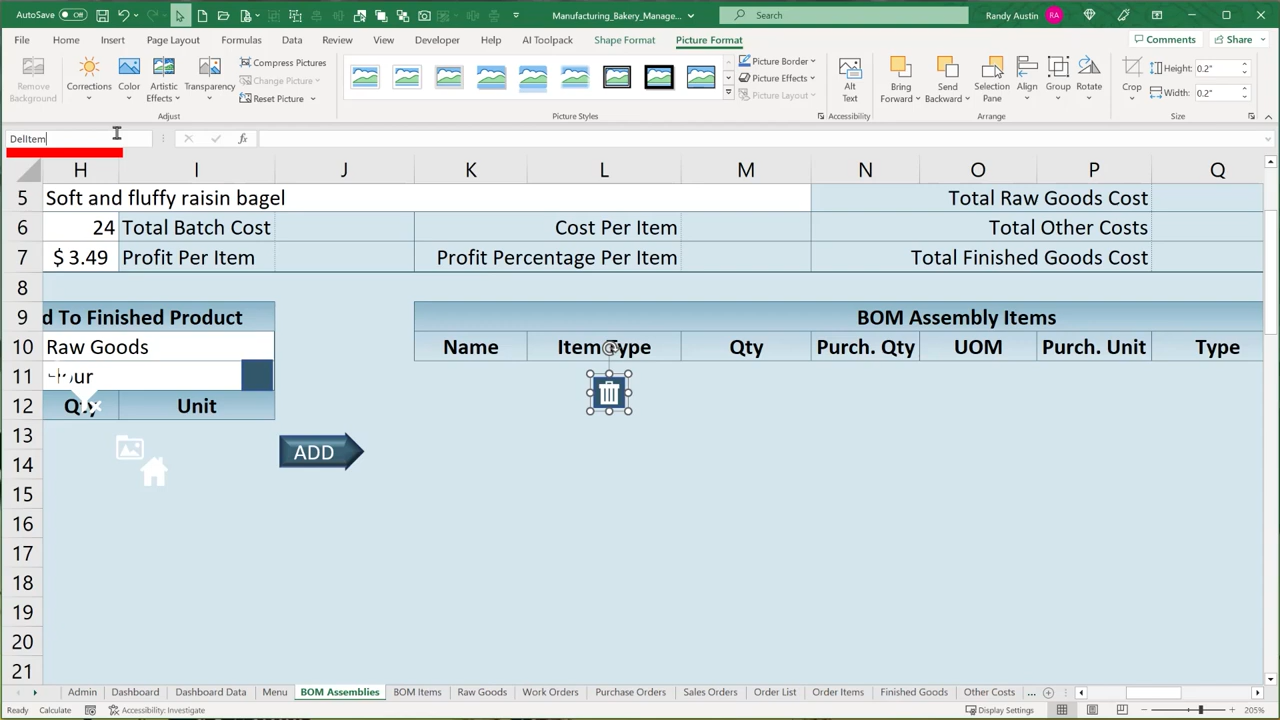 AutoSave On
Manufacturing_Bakery_Manage...
Search
Randy Austin RA
File Home Insert Page Layout Formulas Data Review View Developer Help AI Toolpack Shape Format Picture Format Comments Share
Remove Background
Corrections
Color
Artistic Effects
Transparency
Compress Pictures
Change Picture
Reset Picture
Picture Border
Picture Effects
Picture Layout
Alt Text
Bring Forward
Send Backward
Selection Pane
Align
Group
Rotate
Crop
Height: 0.2"
Width: 0.2"
Adjust Picture Styles Accessibility Arrange Size
DelItem fx
H I J K L M N O P Q
5 Soft and fluffy raisin bagel Total Raw Goods Cost
6 24 Total Batch Cost Cost Per Item Total Other Costs
7 $ 3.49 Profit Per Item Profit Percentage Per Item Total Finished Goods Cost
8
9 d To Finished Product BOM Assembly Items
10 Raw Goods Name Item Type Qty Purch. Qty UOM Purch. Unit Type
11
12 Qty Unit
13
ADD
14
15
16
17
18
19
20
21
Admin Dashboard Dashboard Data Menu BOM Assemblies BOM Items Raw Goods Work Orders Purchase Orders Sales Orders Order List Order Items Finished Goods Other Costs ...
Ready Calculate Accessibility: Investigate Display Settings 205%